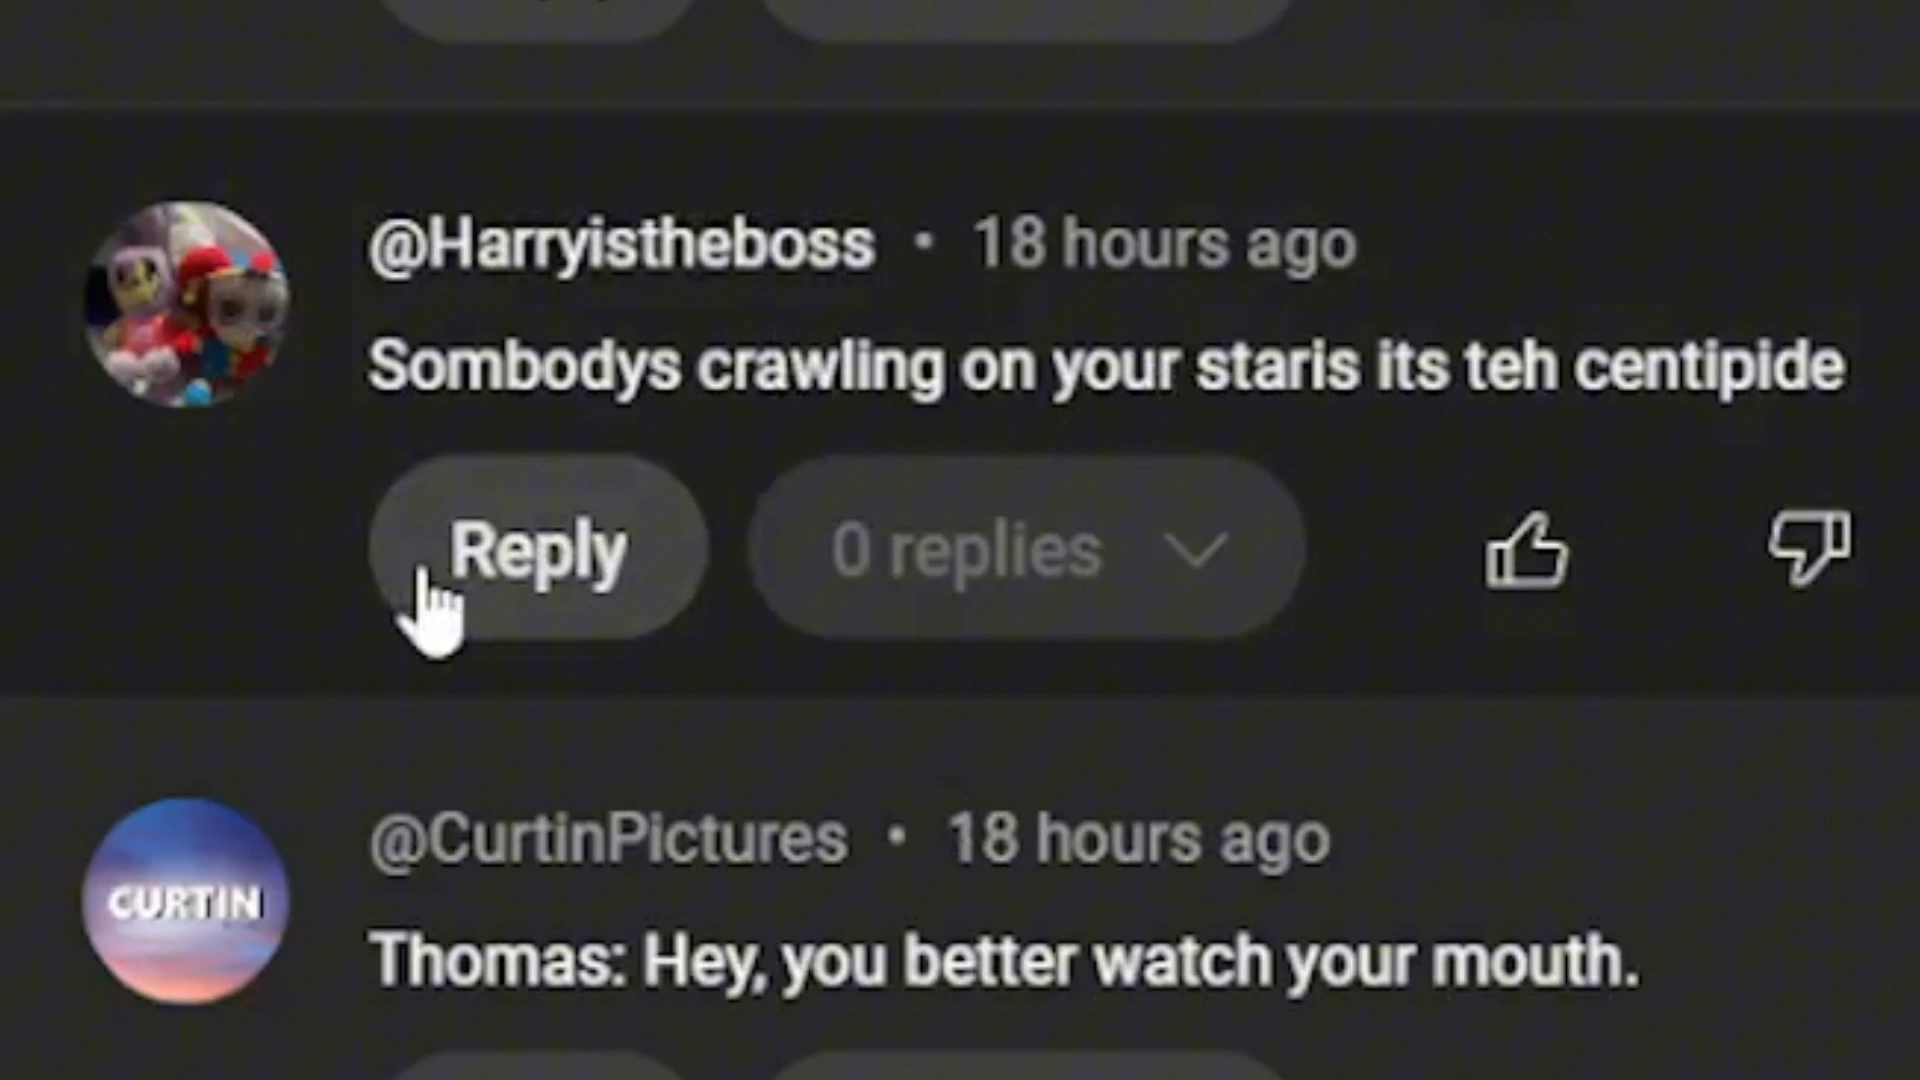 @Harryistheboss • 18 hours ago
Sombodys crawling on your staris its teh centipide
Reply 0 replies
@CurtinPictures • 18 hours ago
CURTIN
Thomas: Hey, you better watch your mouth.